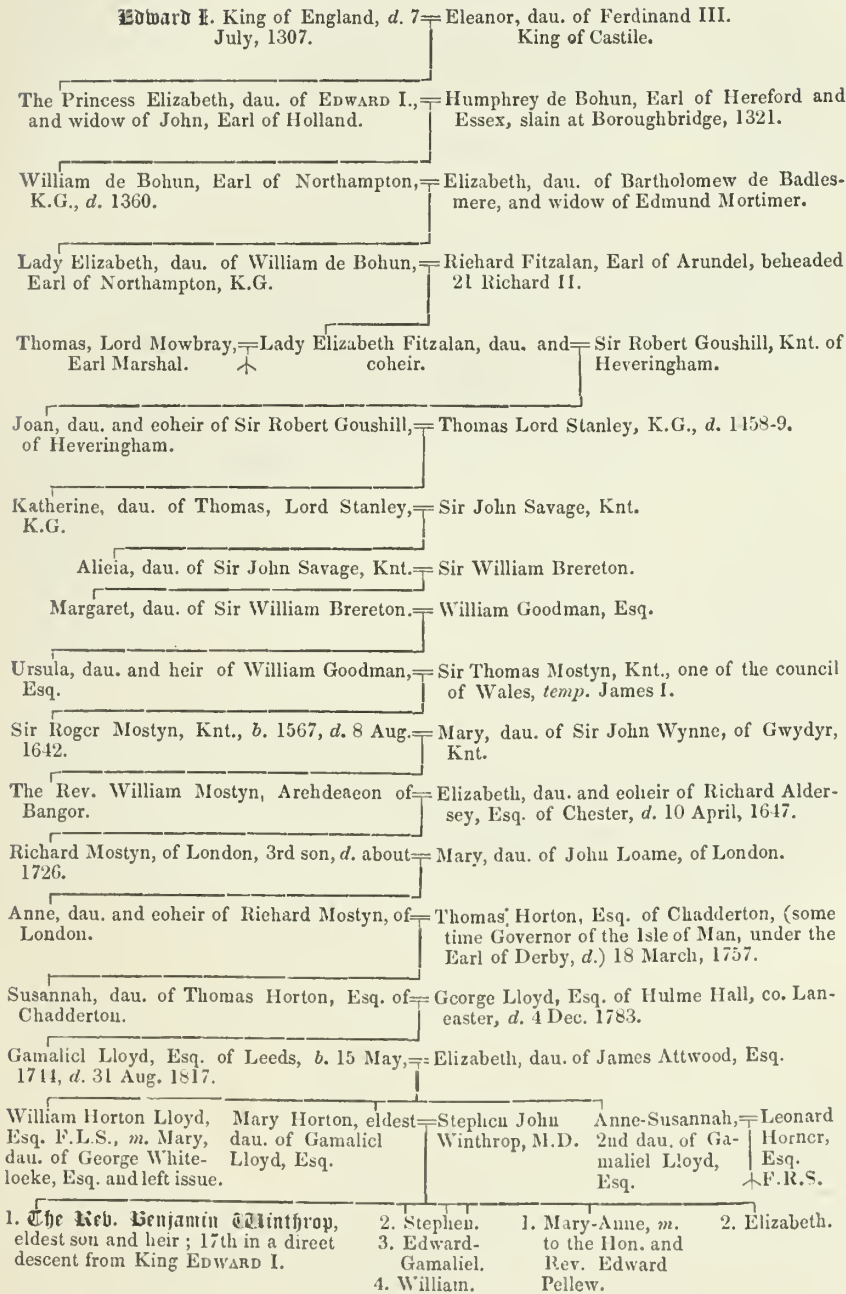 Edward I. King of England, d. 7 = Eleanor, dau. of Ferdinand III.
July, 1307. King of Castile.
The Princess Elizabeth, dau. of EDWARD I., = Humphrey de Bohun, Earl of Hereford and
and widow of John, Earl of Holland. Essex, slain at Boroughbridge, 1321.
William de Bohun, Earl of Northampton, = Elizabeth, dau. of Bartholomew de Badles-
K.G., d. 1360. mere, and widow of Edmund Mortimer.
Lady Elizabeth, dau. of William de Bohun, = Richard Fitzalan, Earl of Arundel, beheaded
Earl of Northampton, K.G. 21 Richard II.
Thomas, Lord Mowbray, = Lady Elizabeth Fitzalan, dau. and = Sir Robert Goushill, Knt. of
Earl Marshal. coheir. Heveringham.
Joan, dau. and coheir of Sir Robert Goushill, = Thomas Lord Stanley, K.G., d. 1458-9.
of Heveringham.
Katherine, dau. of Thomas, Lord Stanley, = Sir John Savage, Knt.
K.G.
Alicia, dau. of Sir John Savage, Knt. = Sir William Brereton.
Margaret, dau. of Sir William Brereton. = William Goodman, Esq.
Ursula, dau. and heir of William Goodman, = Sir Thomas Mostyn, Knt., one of the council
Esq. of Wales, temp. James I.
Sir Roger Mostyn, Knt., b. 1567, d. 8 Aug. = Mary, dau. of Sir John Wynne, of Gwydyr,
1642. Knt.
The Rev. William Mostyn, Archdeacon of = Elizabeth, dau. and coheir of Richard Alder-
Bangor. sey, Esq. of Chester, d. 10 April, 1647.
Richard Mostyn, of London, 3rd son, d. about = Mary, dau. of John Loame, of London.
1726.
Anne, dau. and coheir of Richard Mostyn, of = Thomas Horton, Esq. of Chadderton, (some
London. time Governor of the Isle of Man, under the
Earl of Derby, d.) 18 March, 1757.
Susannah, dau. of Thomas Horton, Esq. of = George Lloyd, Esq. of Hulme Hall, co. Lan-
Chadderton. caster, d. 4 Dec. 1783.
Gamaliel Lloyd, Esq. of Leeds, b. 15 May, = Elizabeth, dau. of James Attwood, Esq.
1744, d. 31 Aug. 1817.
William Horton Lloyd, Mary Horton, eldest = Stephen John Anne-Susannah, = Leonard
Esq. F.L.S., m. Mary, dau. of Gamaliel Winthrop, M.D. 2nd dau. of Ga- Horner,
dau. of George White- Lloyd, Esq. maliel Lloyd, Esq.
locke, Esq. and left issue. Esq. F.R.S.
1. The Rev. Benjamin Winthrop, 2. Stephen. 1. Mary-Anne, m. 2. Elizabeth.
eldest son and heir; 17th in a direct 3. Edward- to the Hon. and
descent from King EDWARD I. Gamaliel. Rev. Edward
4. William. Pellew.